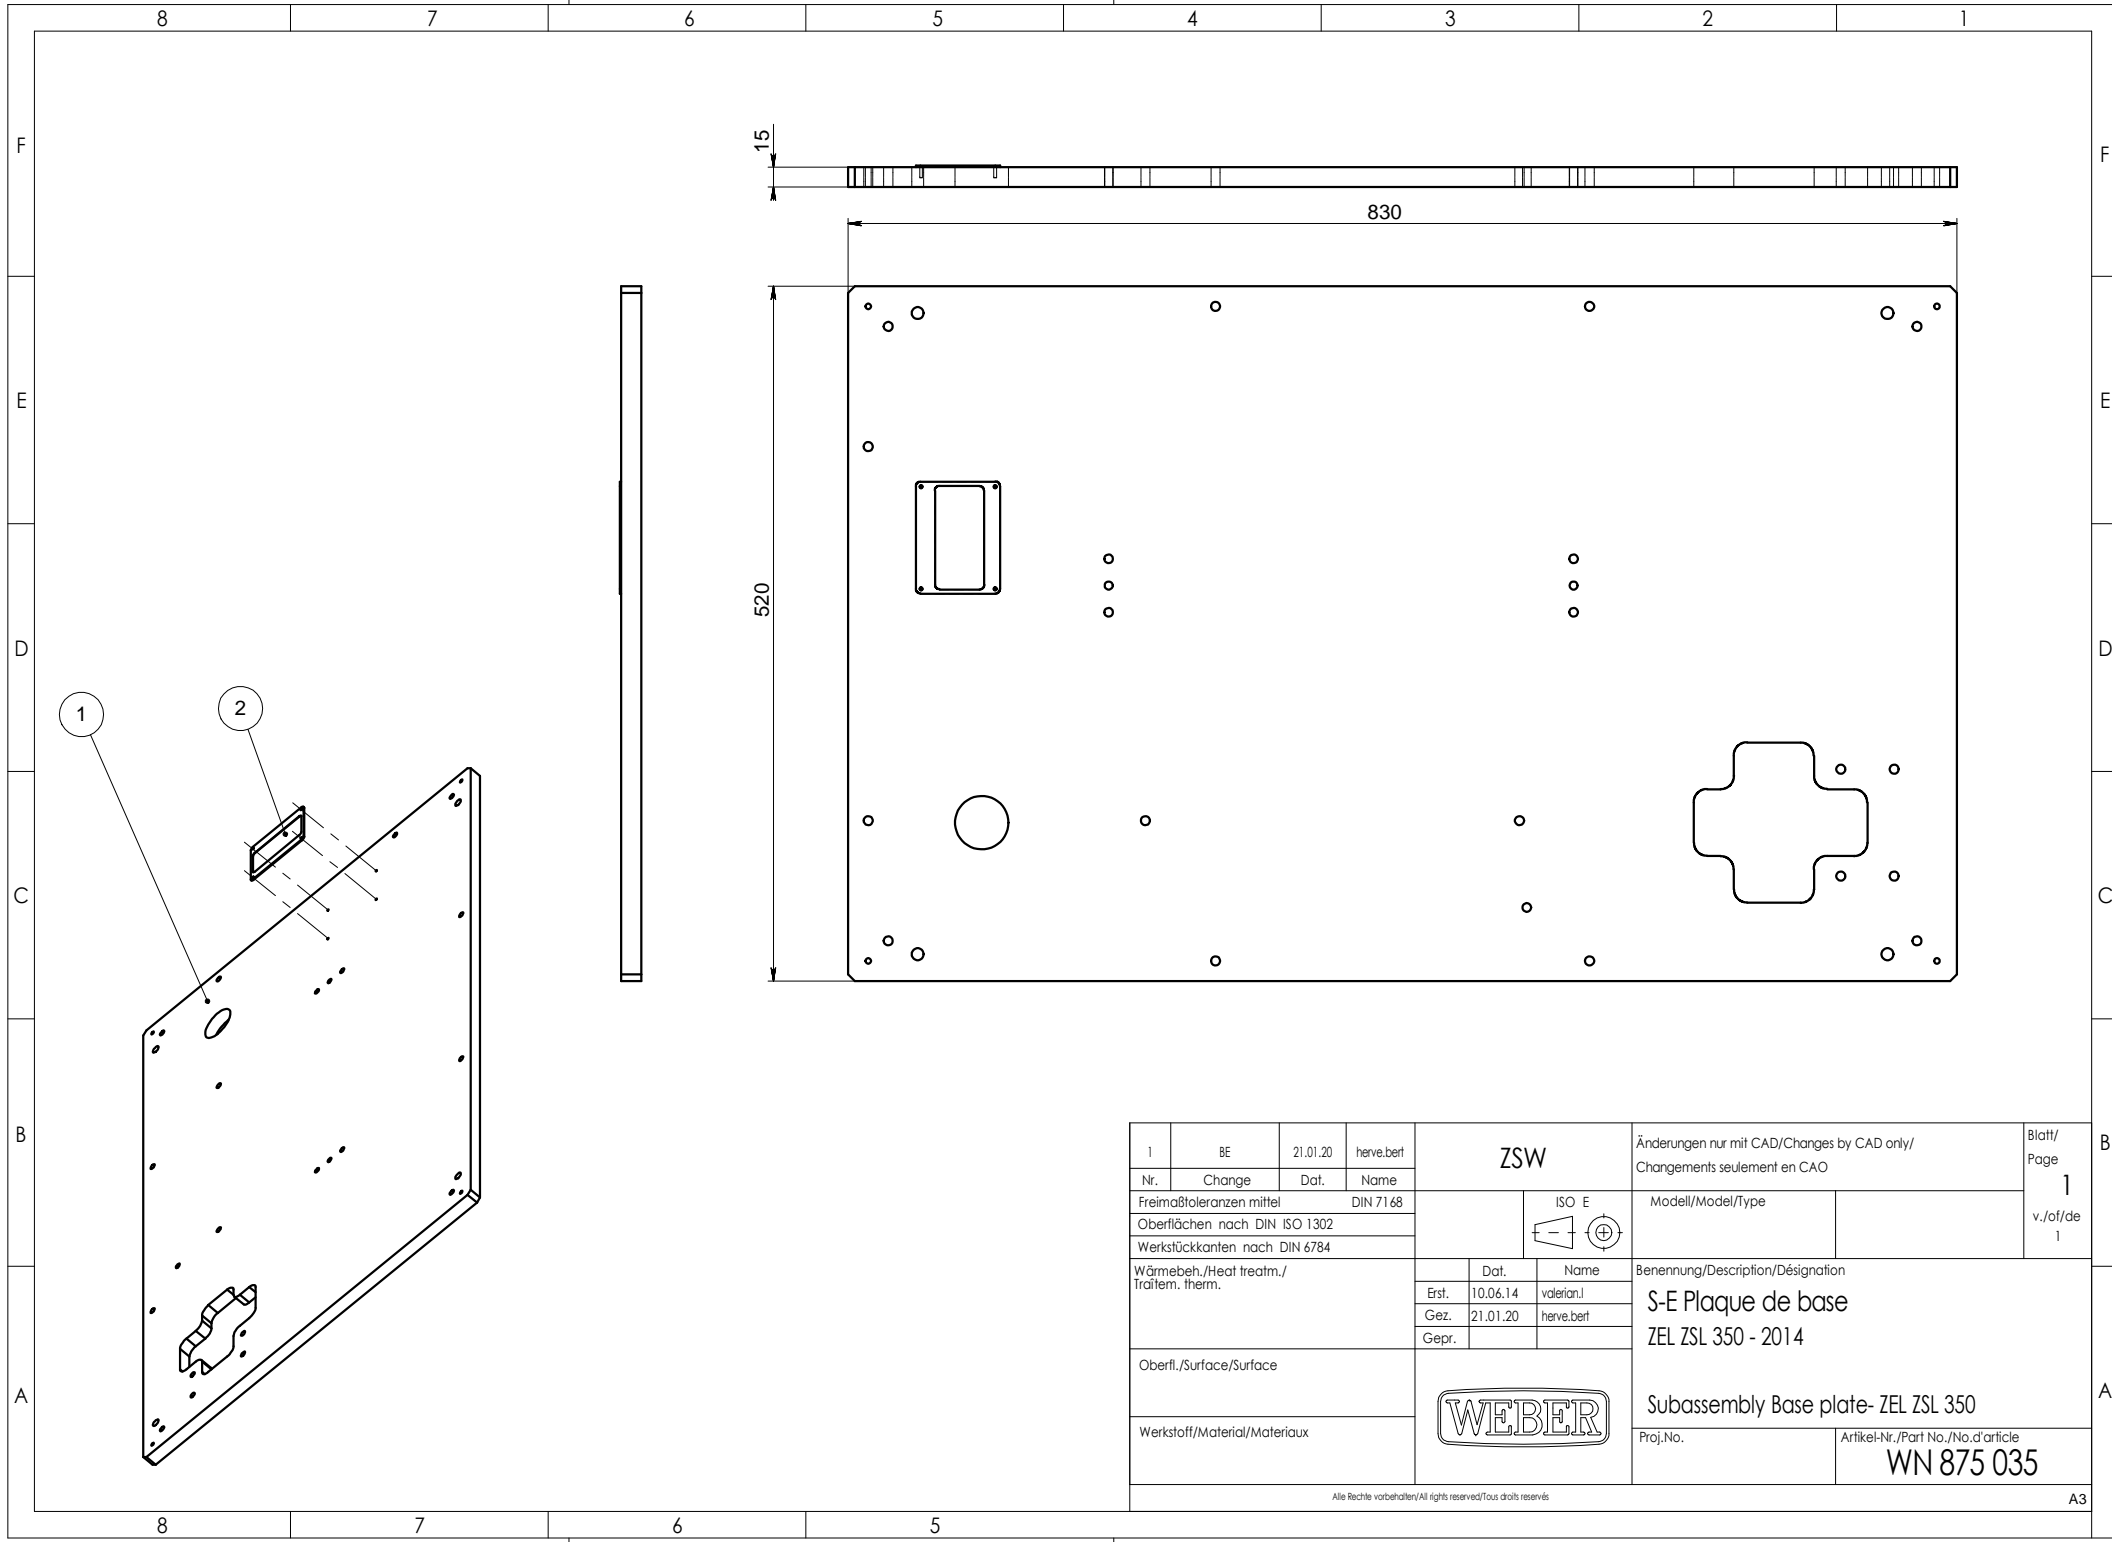 8 7 6 5 4 3 2 1
F F
15
830
E E
520
D D
1 2
C C
B B
1 BE 21.01.20 herve.bert
Nr. Change Dat. Name
ZSW
Änderungen nur mit CAD/Changes by CAD only/
Changements seulement en CAO
Blatt/
Page
1
v./of/de
1
Freimaßtoleranzen mittel DIN 7168
Oberflächen nach DIN ISO 1302
Werkstückkanten nach DIN 6784
ISO E
Modell/Model/Type
Wärmebeh./Heat treatm./
Traîtem. therm.
Dat. Name
Erst. 10.06.14 valerian.l
Gez. 21.01.20 herve.bert
Gepr.
Benennung/Description/Désignation
S-E Plaque de base
ZEL ZSL 350 - 2014
Subassembly Base plate- ZEL ZSL 350
Oberfl./Surface/Surface
WEBER
Werkstoff/Material/Materiaux
Proj.No.
Artikel-Nr./Part No./No.d'article
WN 875 035
A A
Alle Rechte vorbehalten/All rights reserved/Tous droits reservés
A3
8 7 6 5